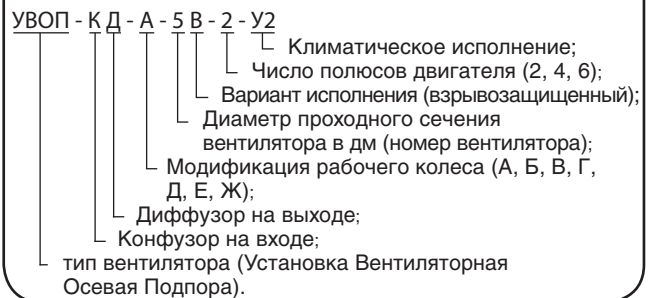 УВОП - К Д - А - 5 В - 2 - У2
Климатическое исполнение;
Число полюсов двигателя (2, 4, 6);
Вариант исполнения (взрывозащищенный);
Диаметр проходного сечения
вентилятора в дм (номер вентилятора);
Модификация рабочего колеса (А, Б, В, Г,
Д, Е, Ж);
Диффузор на выходе;
Конфузор на входе;
тип вентилятора (Установка Вентиляторная
Осевая Подпора).